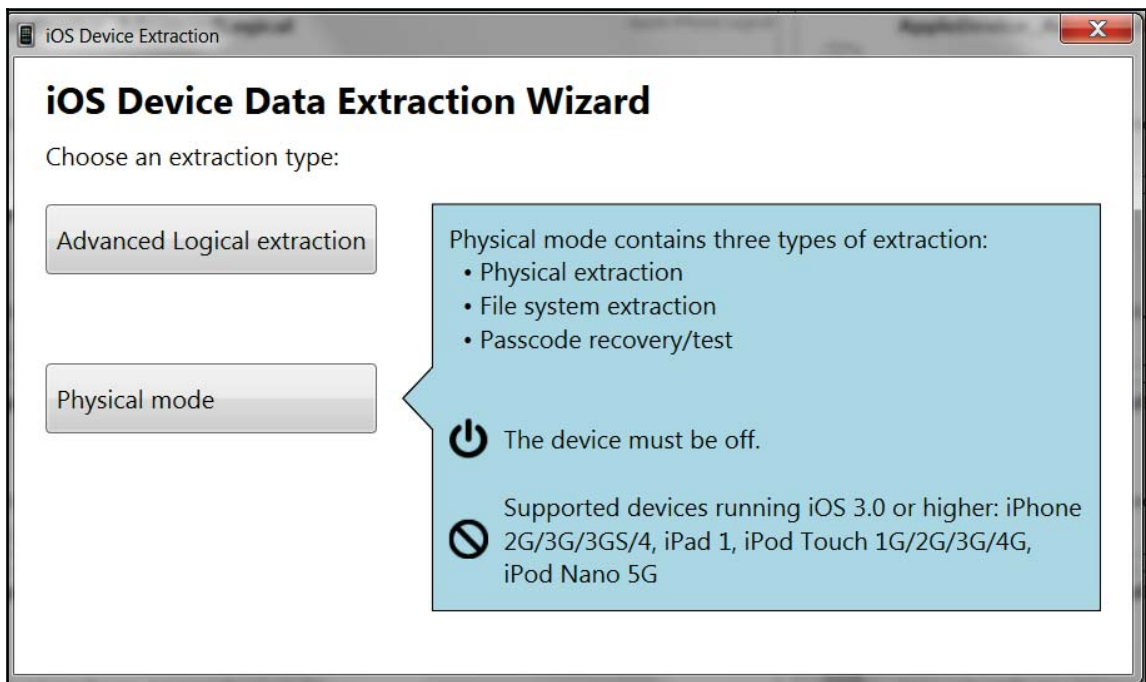 iOS Device Extraction
iOS Device Data Extraction Wizard
Choose an extraction type:
Advanced Logical extraction
Physical mode
Physical mode contains three types of extraction:
• Physical extraction
• File system extraction
• Passcode recovery/test
The device must be off.
Supported devices running iOS 3.0 or higher: iPhone
2G/3G/3GS/4, iPad 1, iPod Touch 1G/2G/3G/4G,
iPod Nano 5G